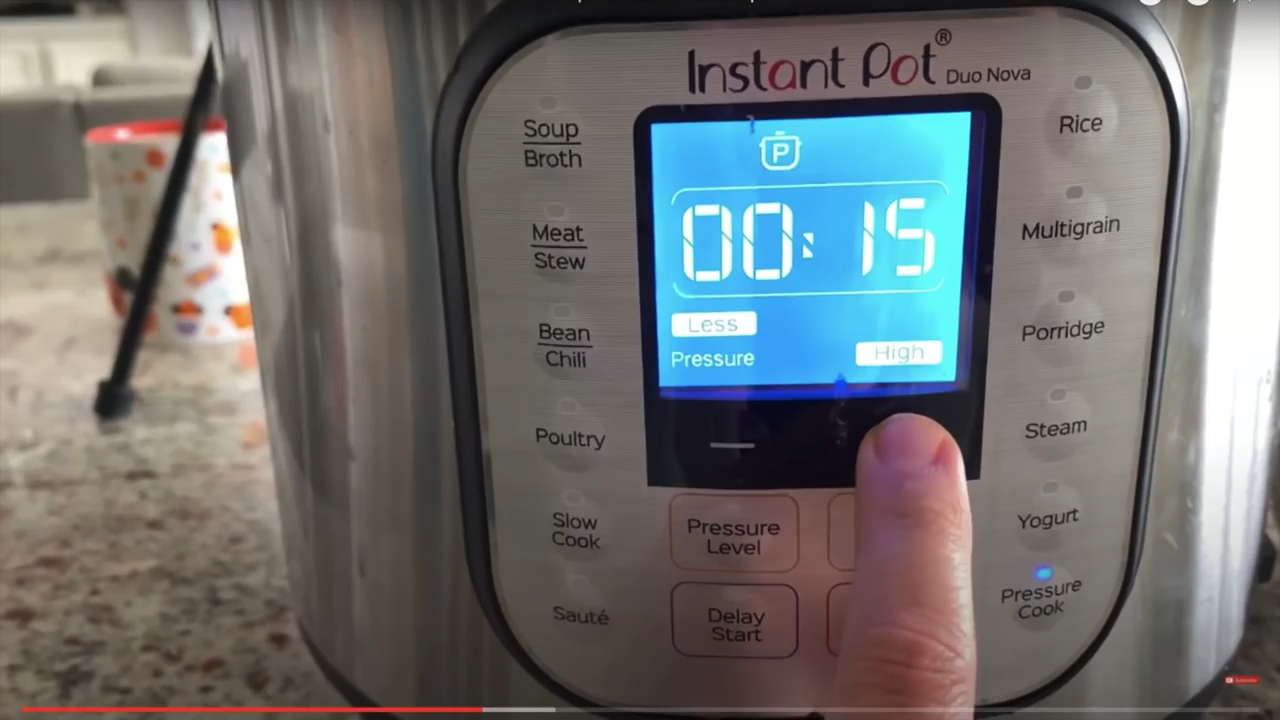 Instant Pot® Duo Nova
Soup
Broth
Meat
Stew
Bean
Chili
Poultry
Slow
Cook
Sauté
P
00:15
Less
Pressure
High
Pressure
Level
Delay
Start
Rice
Multigrain
Porridge
Steam
Yogurt
Pressure
Cook